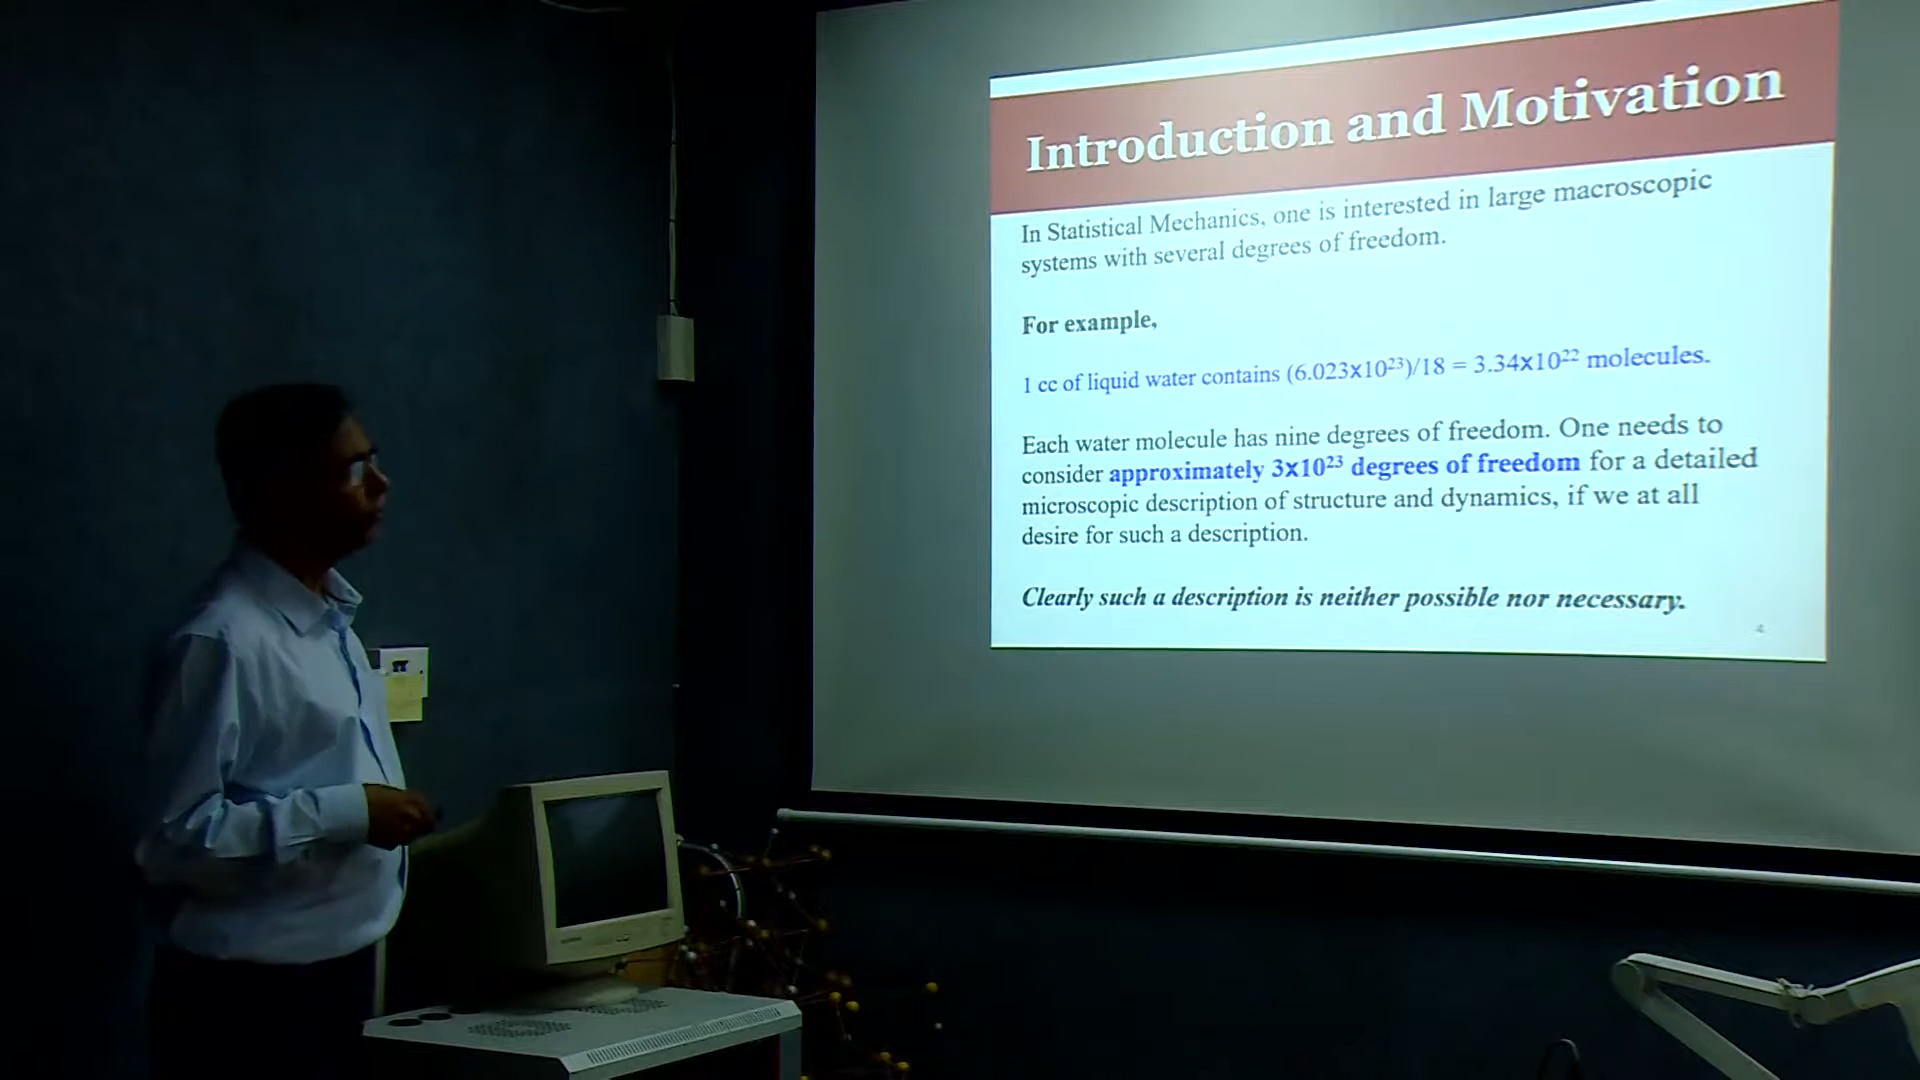 Introduction and Motivation
In Statistical Mechanics, one is interested in large macroscopic
systems with several degrees of freedom.
For example,
1 cc of liquid water contains (6.023x10²³)/18 = 3.34x10²² molecules.
Each water molecule has nine degrees of freedom. One needs to
consider approximately 3x10²³ degrees of freedom for a detailed
microscopic description of structure and dynamics, if we at all
desire for such a description.
Clearly such a description is neither possible nor necessary.
4